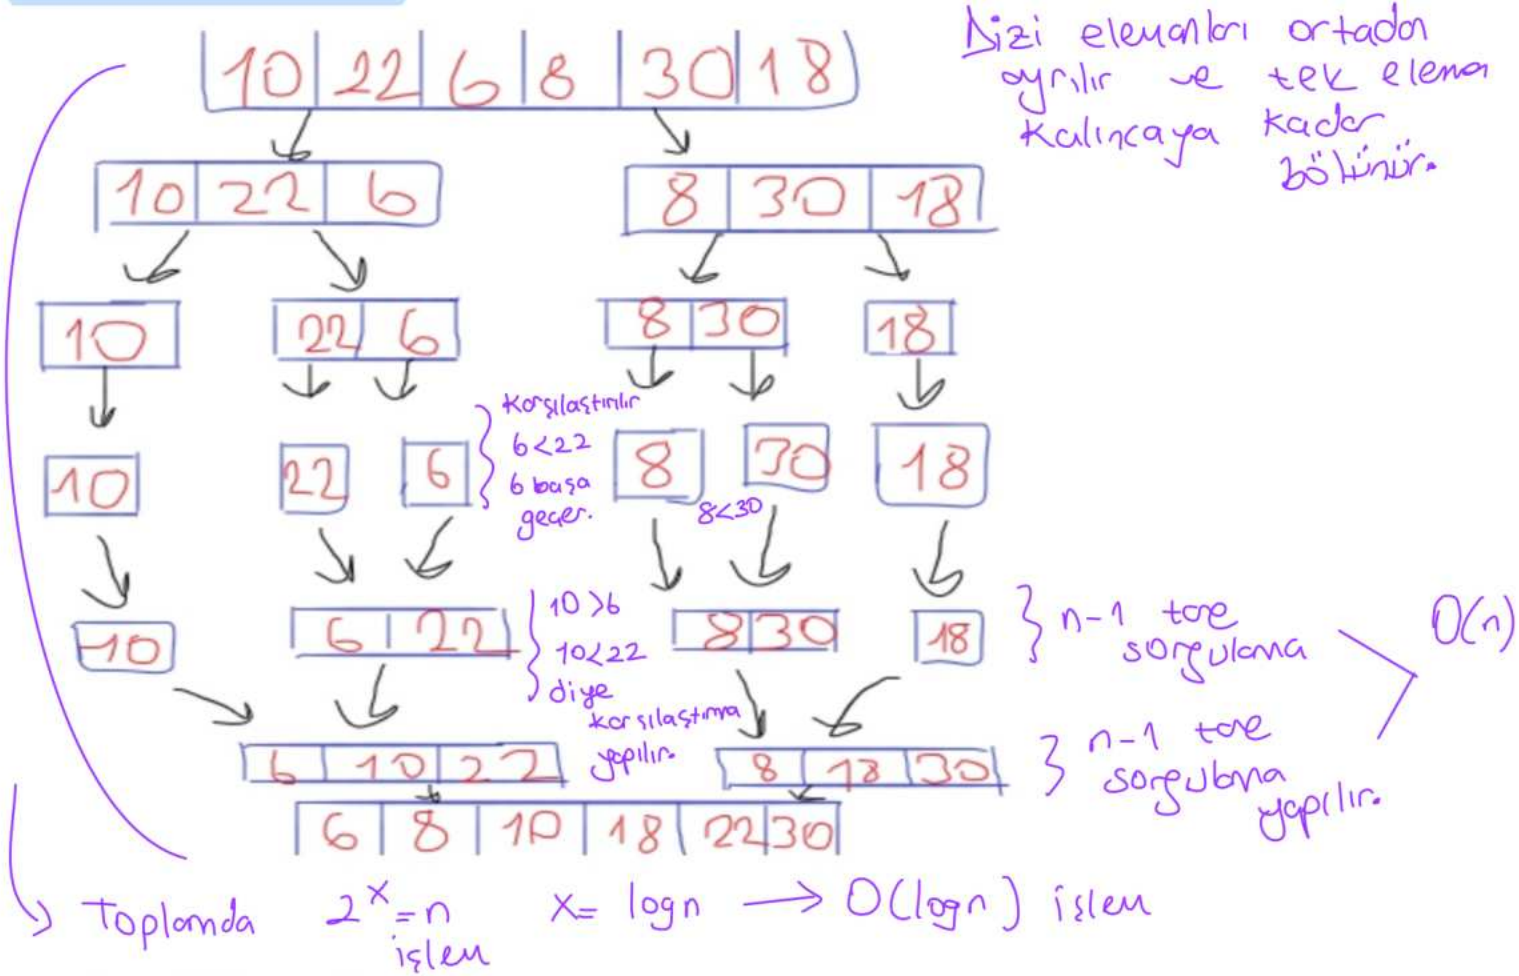 10 22 6 8 30 18
Dizi elemanları ortadan
ayrılır ve tek eleman
kalıncaya kadar
bölünür.
10 22 6
8 30 18
10
22 6
8 30
18
10
22
6
Karşılaştırılır
6<22
6 başa
geçer.
8
30
8<30
18
10
6 22
10>6
10<22
diye
karşılaştırma
yapılır.
8 30
18
n-1 tane
sorgulama
O(n)
6 10 22
8 18 30
n-1 tane
sorgulama
yapılır.
6 8 10 18 22 30
Toplamda 2^x=n
işlem
x= logn → O(logn) işlem